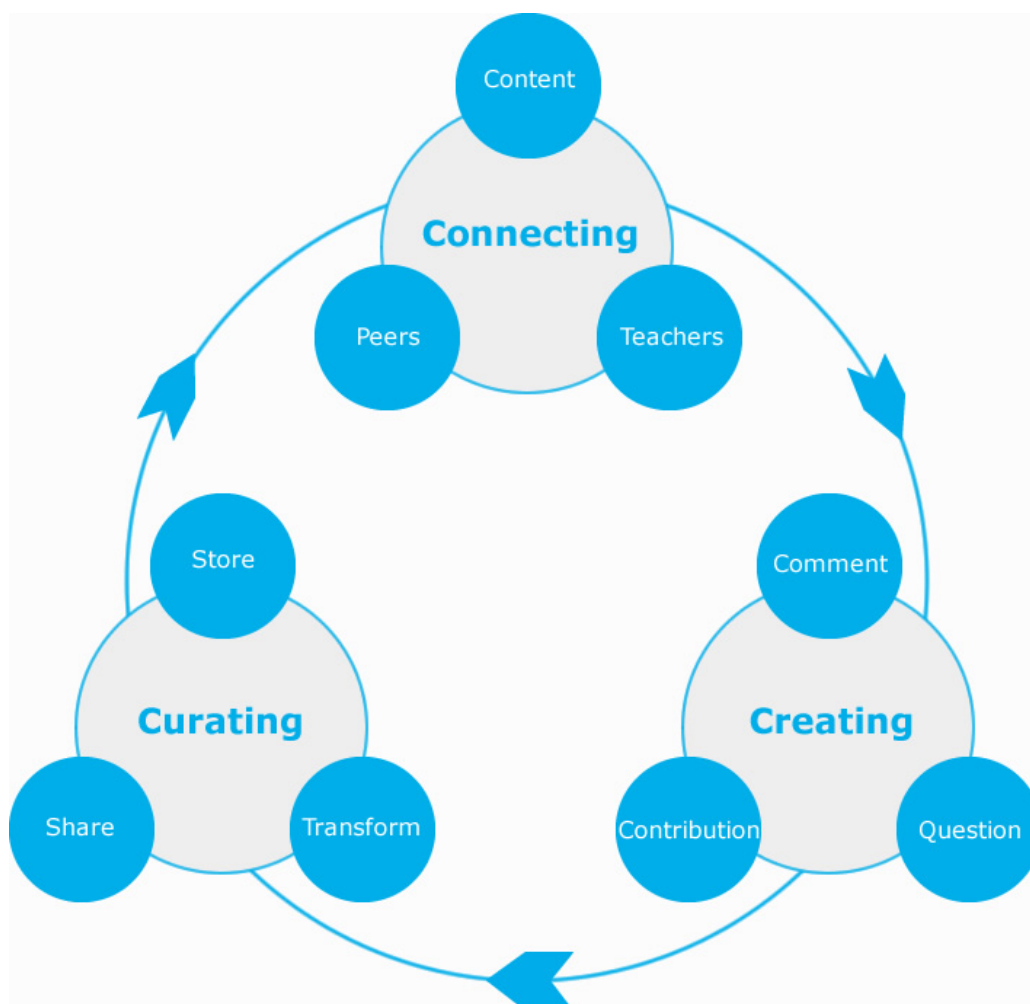 Content
Connecting
Peers
Teachers
Store
Comment
Curating
Creating
Share
Transform
Contribution
Question